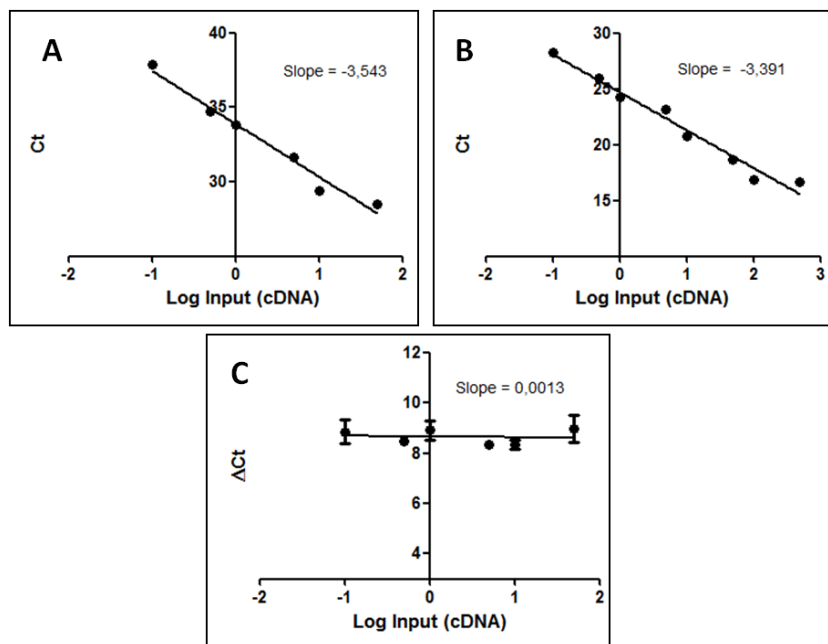 A
Slope = -3,543
40
35
30
Ct
-2 -1 0 1 2
Log Input (cDNA)
B
Slope = -3,391
30
25
20
15
Ct
-2 -1 0 1 2 3
Log Input (cDNA)
C
Slope = 0,0013
12
10
8
6
4
ΔCt
-2 -1 0 1 2
Log Input (cDNA)